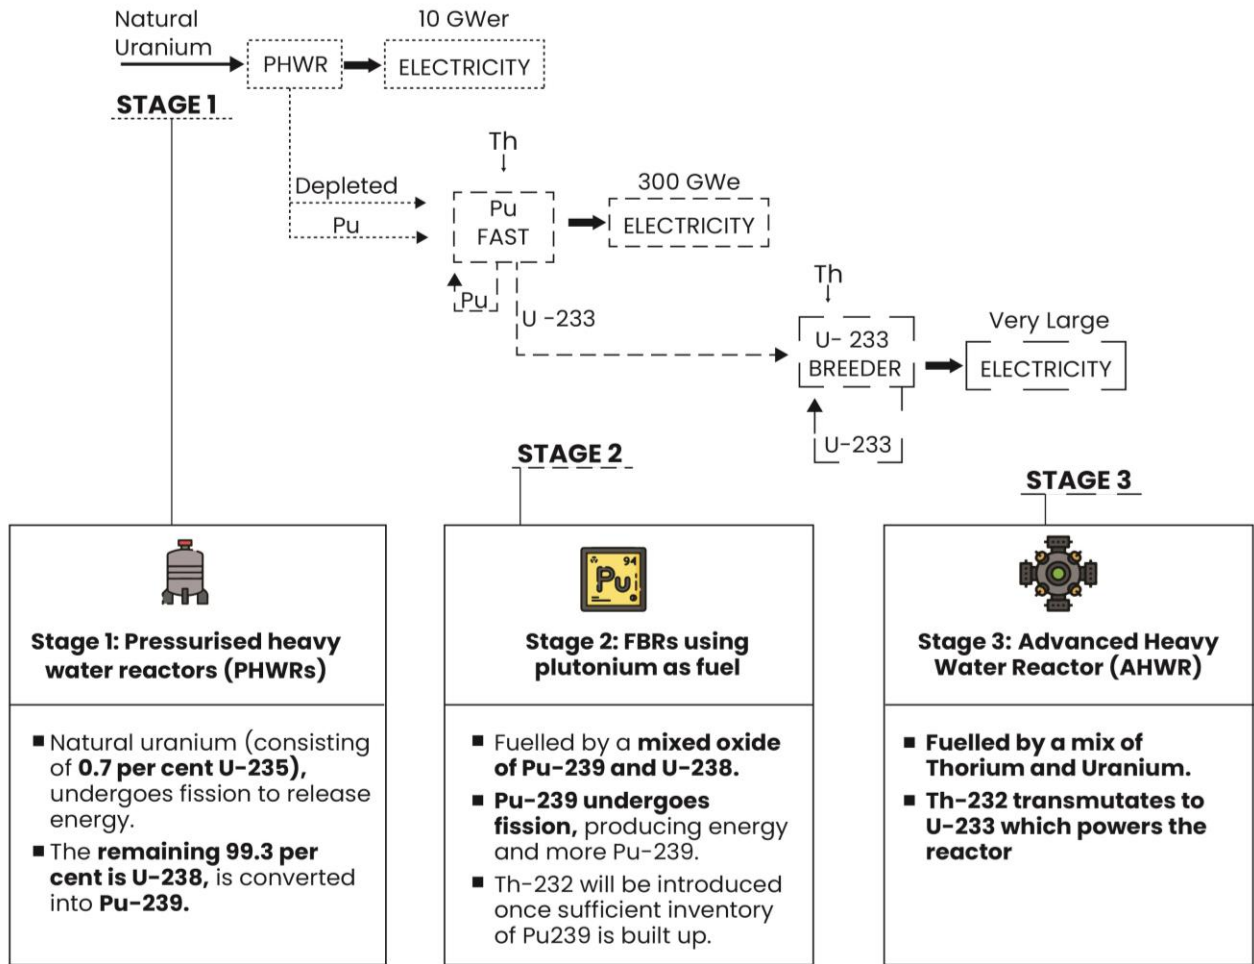 Natural
Uranium
10 GWer
PHWR
ELECTRICITY
STAGE 1
Th
Depleted
Pu
Pu
FAST
300 GWe
ELECTRICITY
Pu
U -233
Th
U- 233
BREEDER
Very Large
ELECTRICITY
U-233
STAGE 2
STAGE 3
94
Pu
Stage 1: Pressurised heavy
water reactors (PHWRs)
■ Natural uranium (consisting
of 0.7 per cent U-235),
undergoes fission to release
energy.
■ The remaining 99.3 per
cent is U-238, is converted
into Pu-239.
Stage 2: FBRs using
plutonium as fuel
■ Fuelled by a mixed oxide
of Pu-239 and U-238.
■ Pu-239 undergoes
fission, producing energy
and more Pu-239.
■ Th-232 will be introduced
once sufficient inventory
of Pu239 is built up.
Stage 3: Advanced Heavy
Water Reactor (AHWR)
■ Fuelled by a mix of
Thorium and Uranium.
■ Th-232 transmutates to
U-233 which powers the
reactor